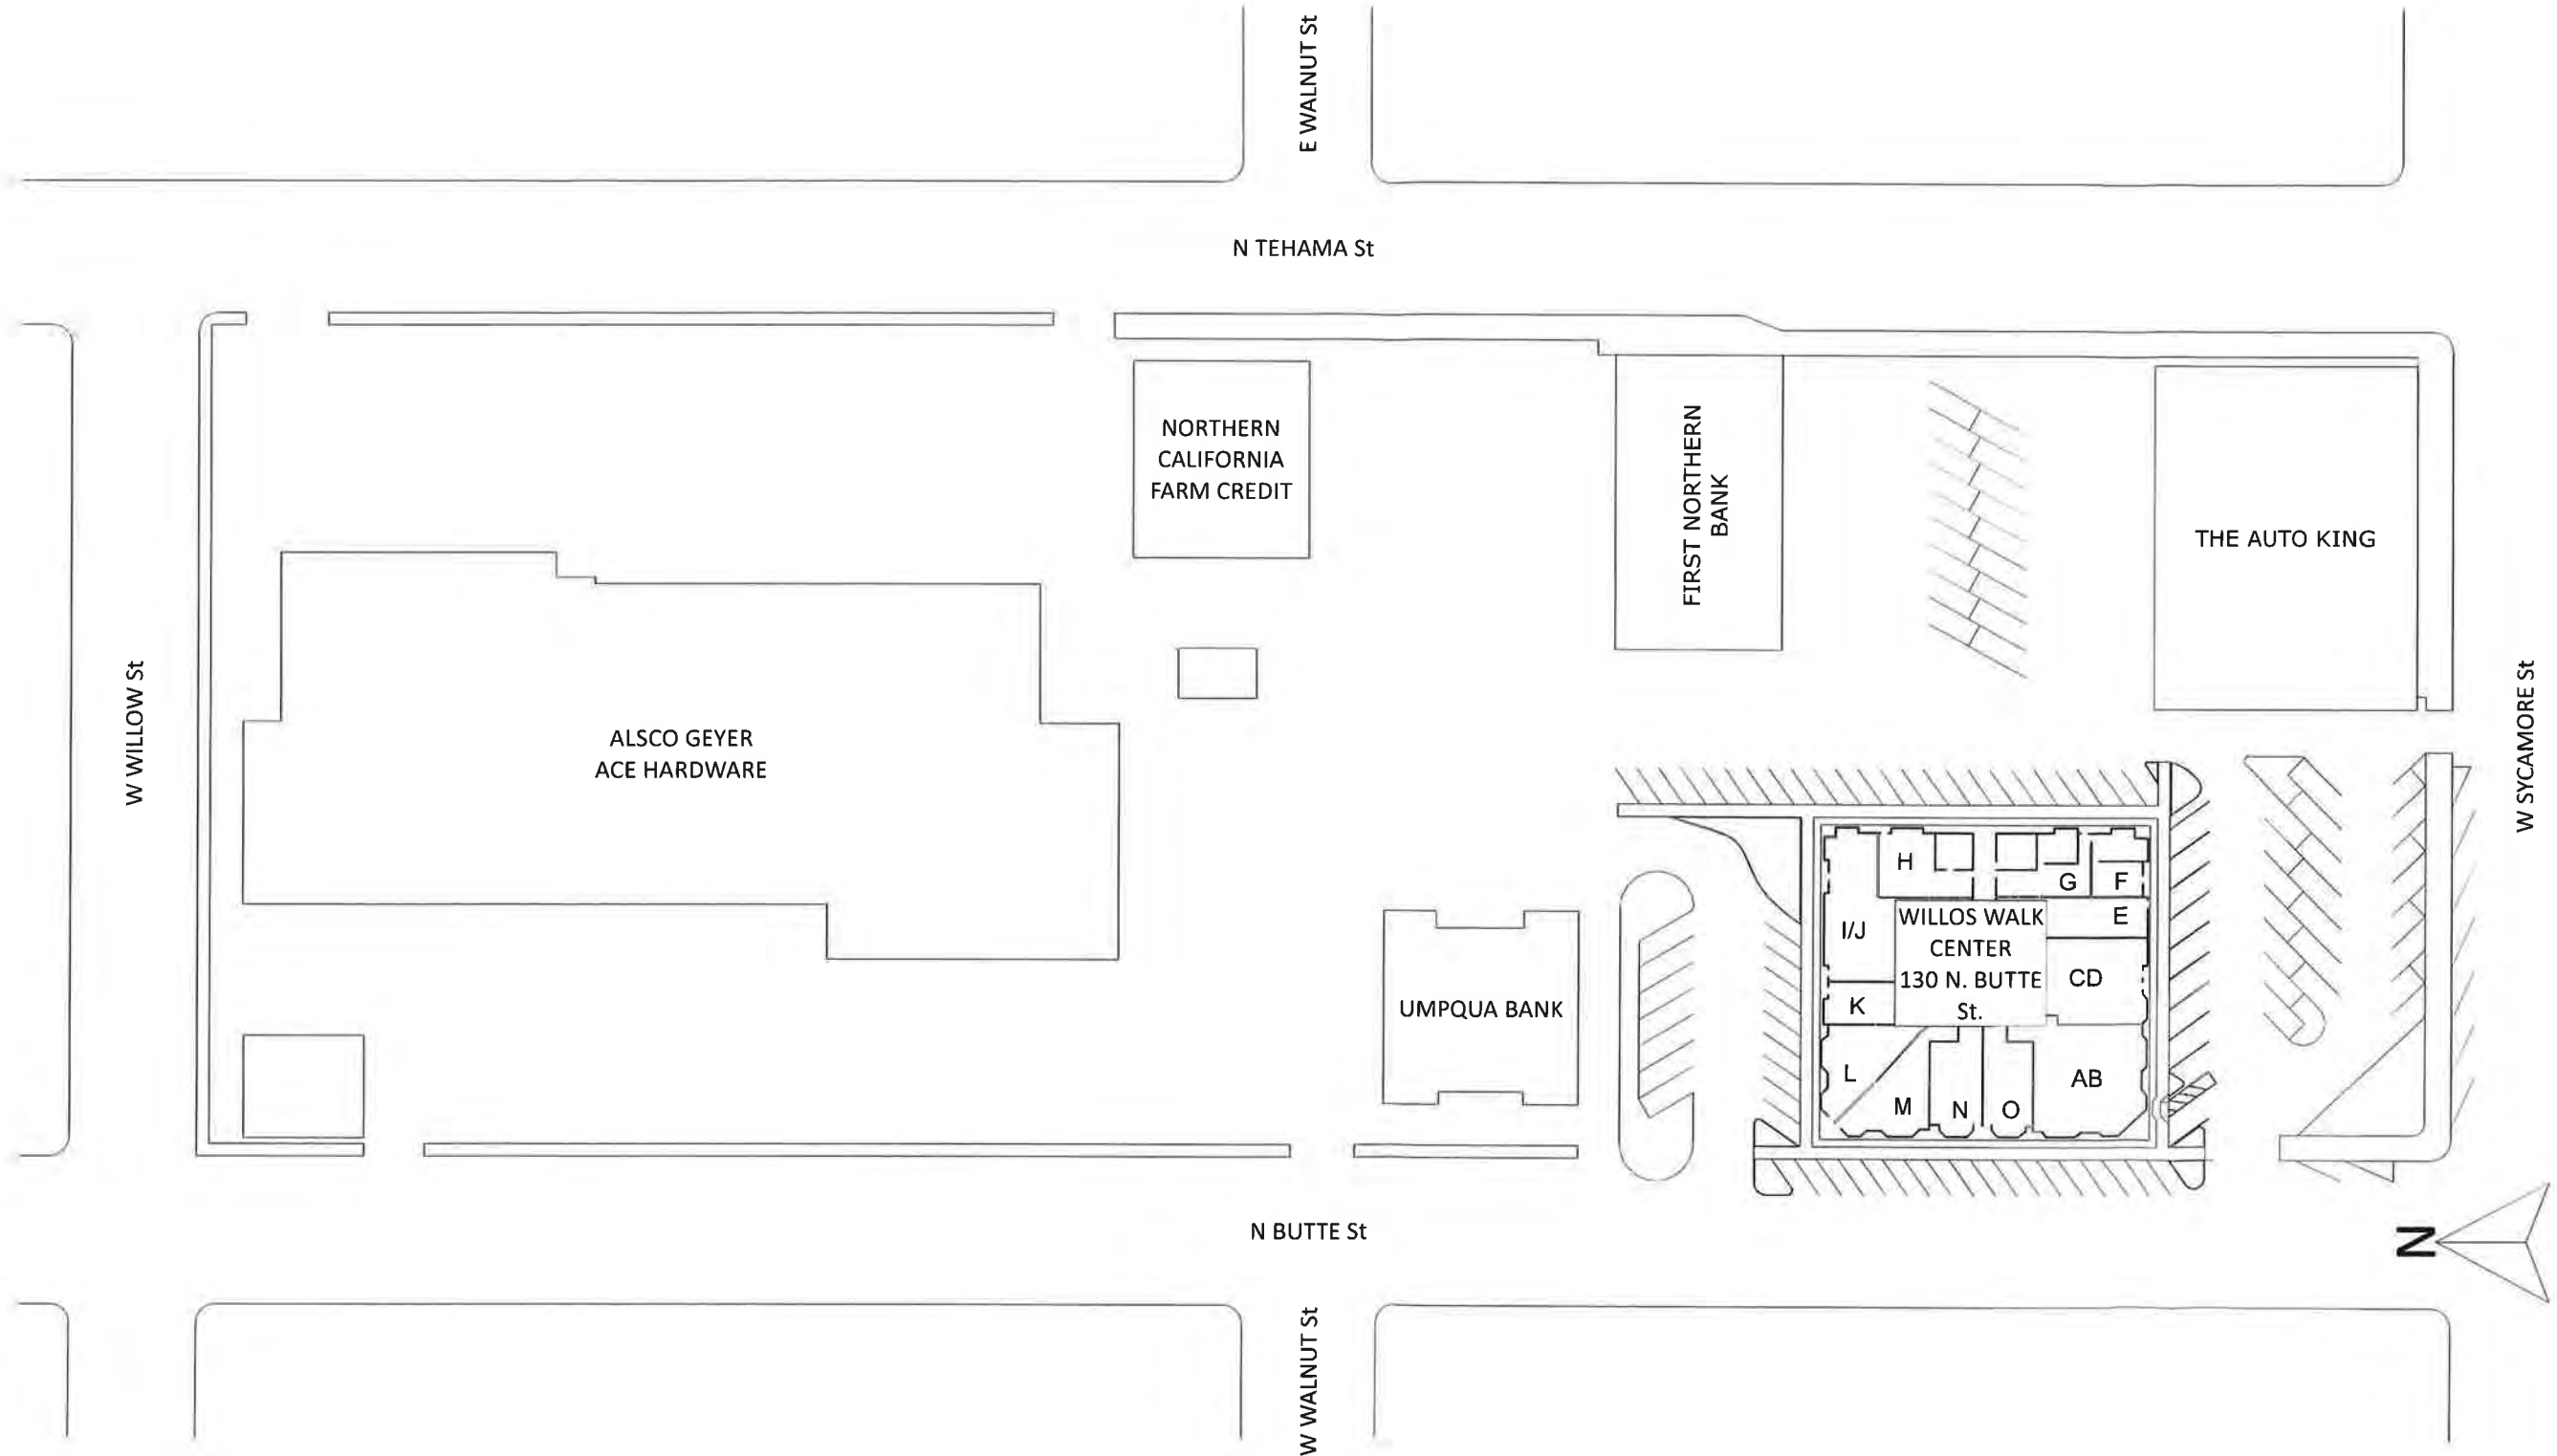 E WALNUT St
N TEHAMA St
NORTHERN
CALIFORNIA
FARM CREDIT
FIRST NORTHERN
BANK
THE AUTO KING
W WILLOW St
ALSCO GEYER
ACE HARDWARE
W SYCAMORE St
H
G
F
E
I/J
WILLOS WALK
CENTER
130 N. BUTTE
St.
CD
K
UMPQUA BANK
L
M
N
O
AB
N BUTTE St
N
W WALNUT St